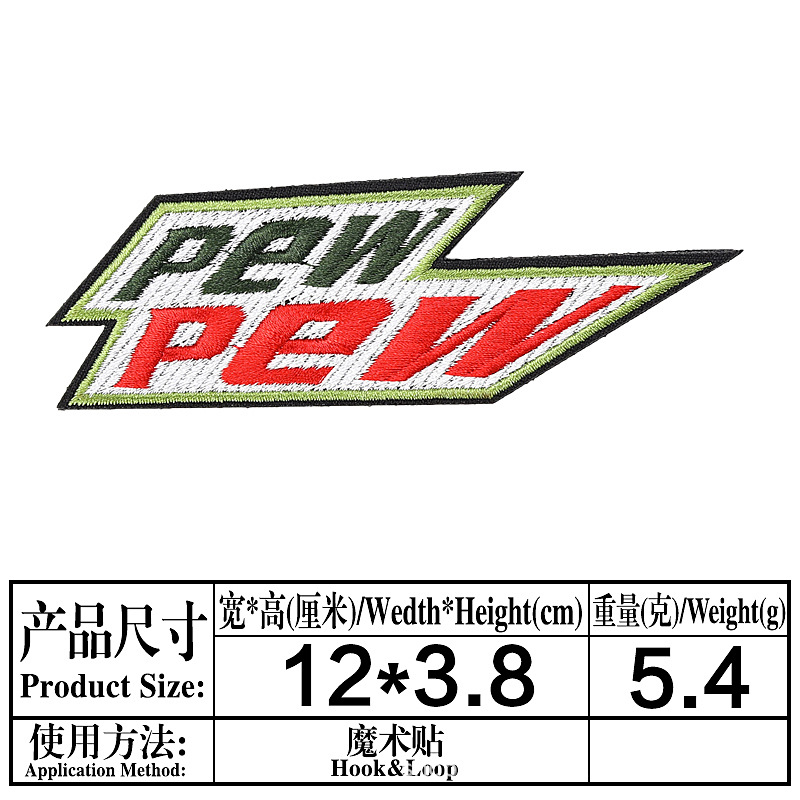 PeW
PeW
产品尺寸
Product Size:
宽*高(厘米)/Wedth*Height(cm)
重量(克)/Weight(g)
12*3.8
5.4
使用方法:
Application Method:
魔术贴
Hook&Loop